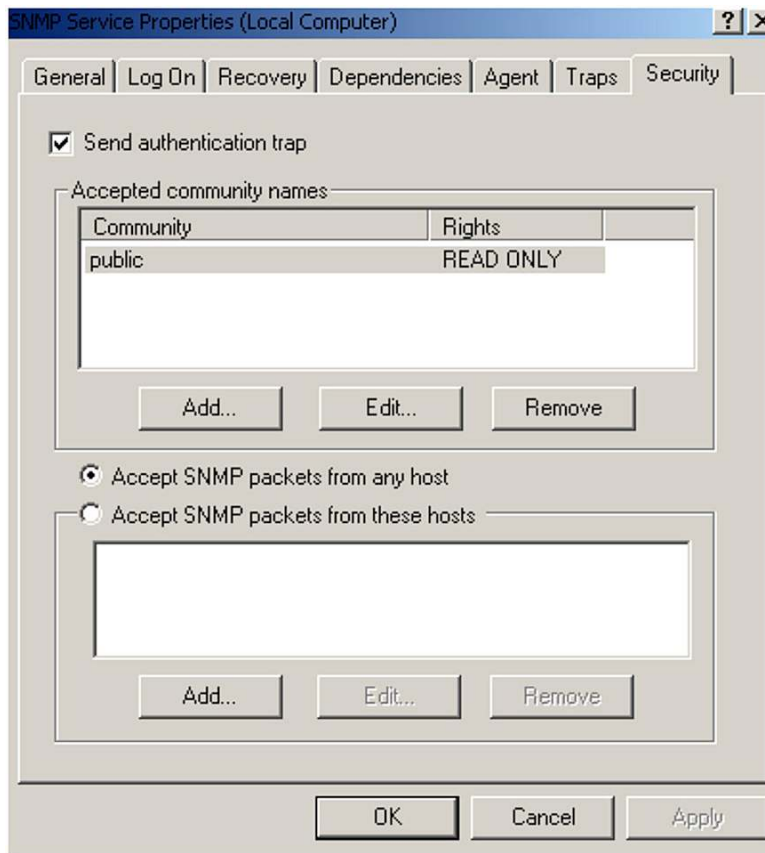 SNMP Service Properties (Local Computer)
General Log On Recovery Dependencies Agent Traps Security
Send authentication trap
Accepted community names
Community Rights
public READ ONLY
Add... Edit... Remove
Accept SNMP packets from any host
Accept SNMP packets from these hosts
Add... Edit... Remove
OK Cancel Apply